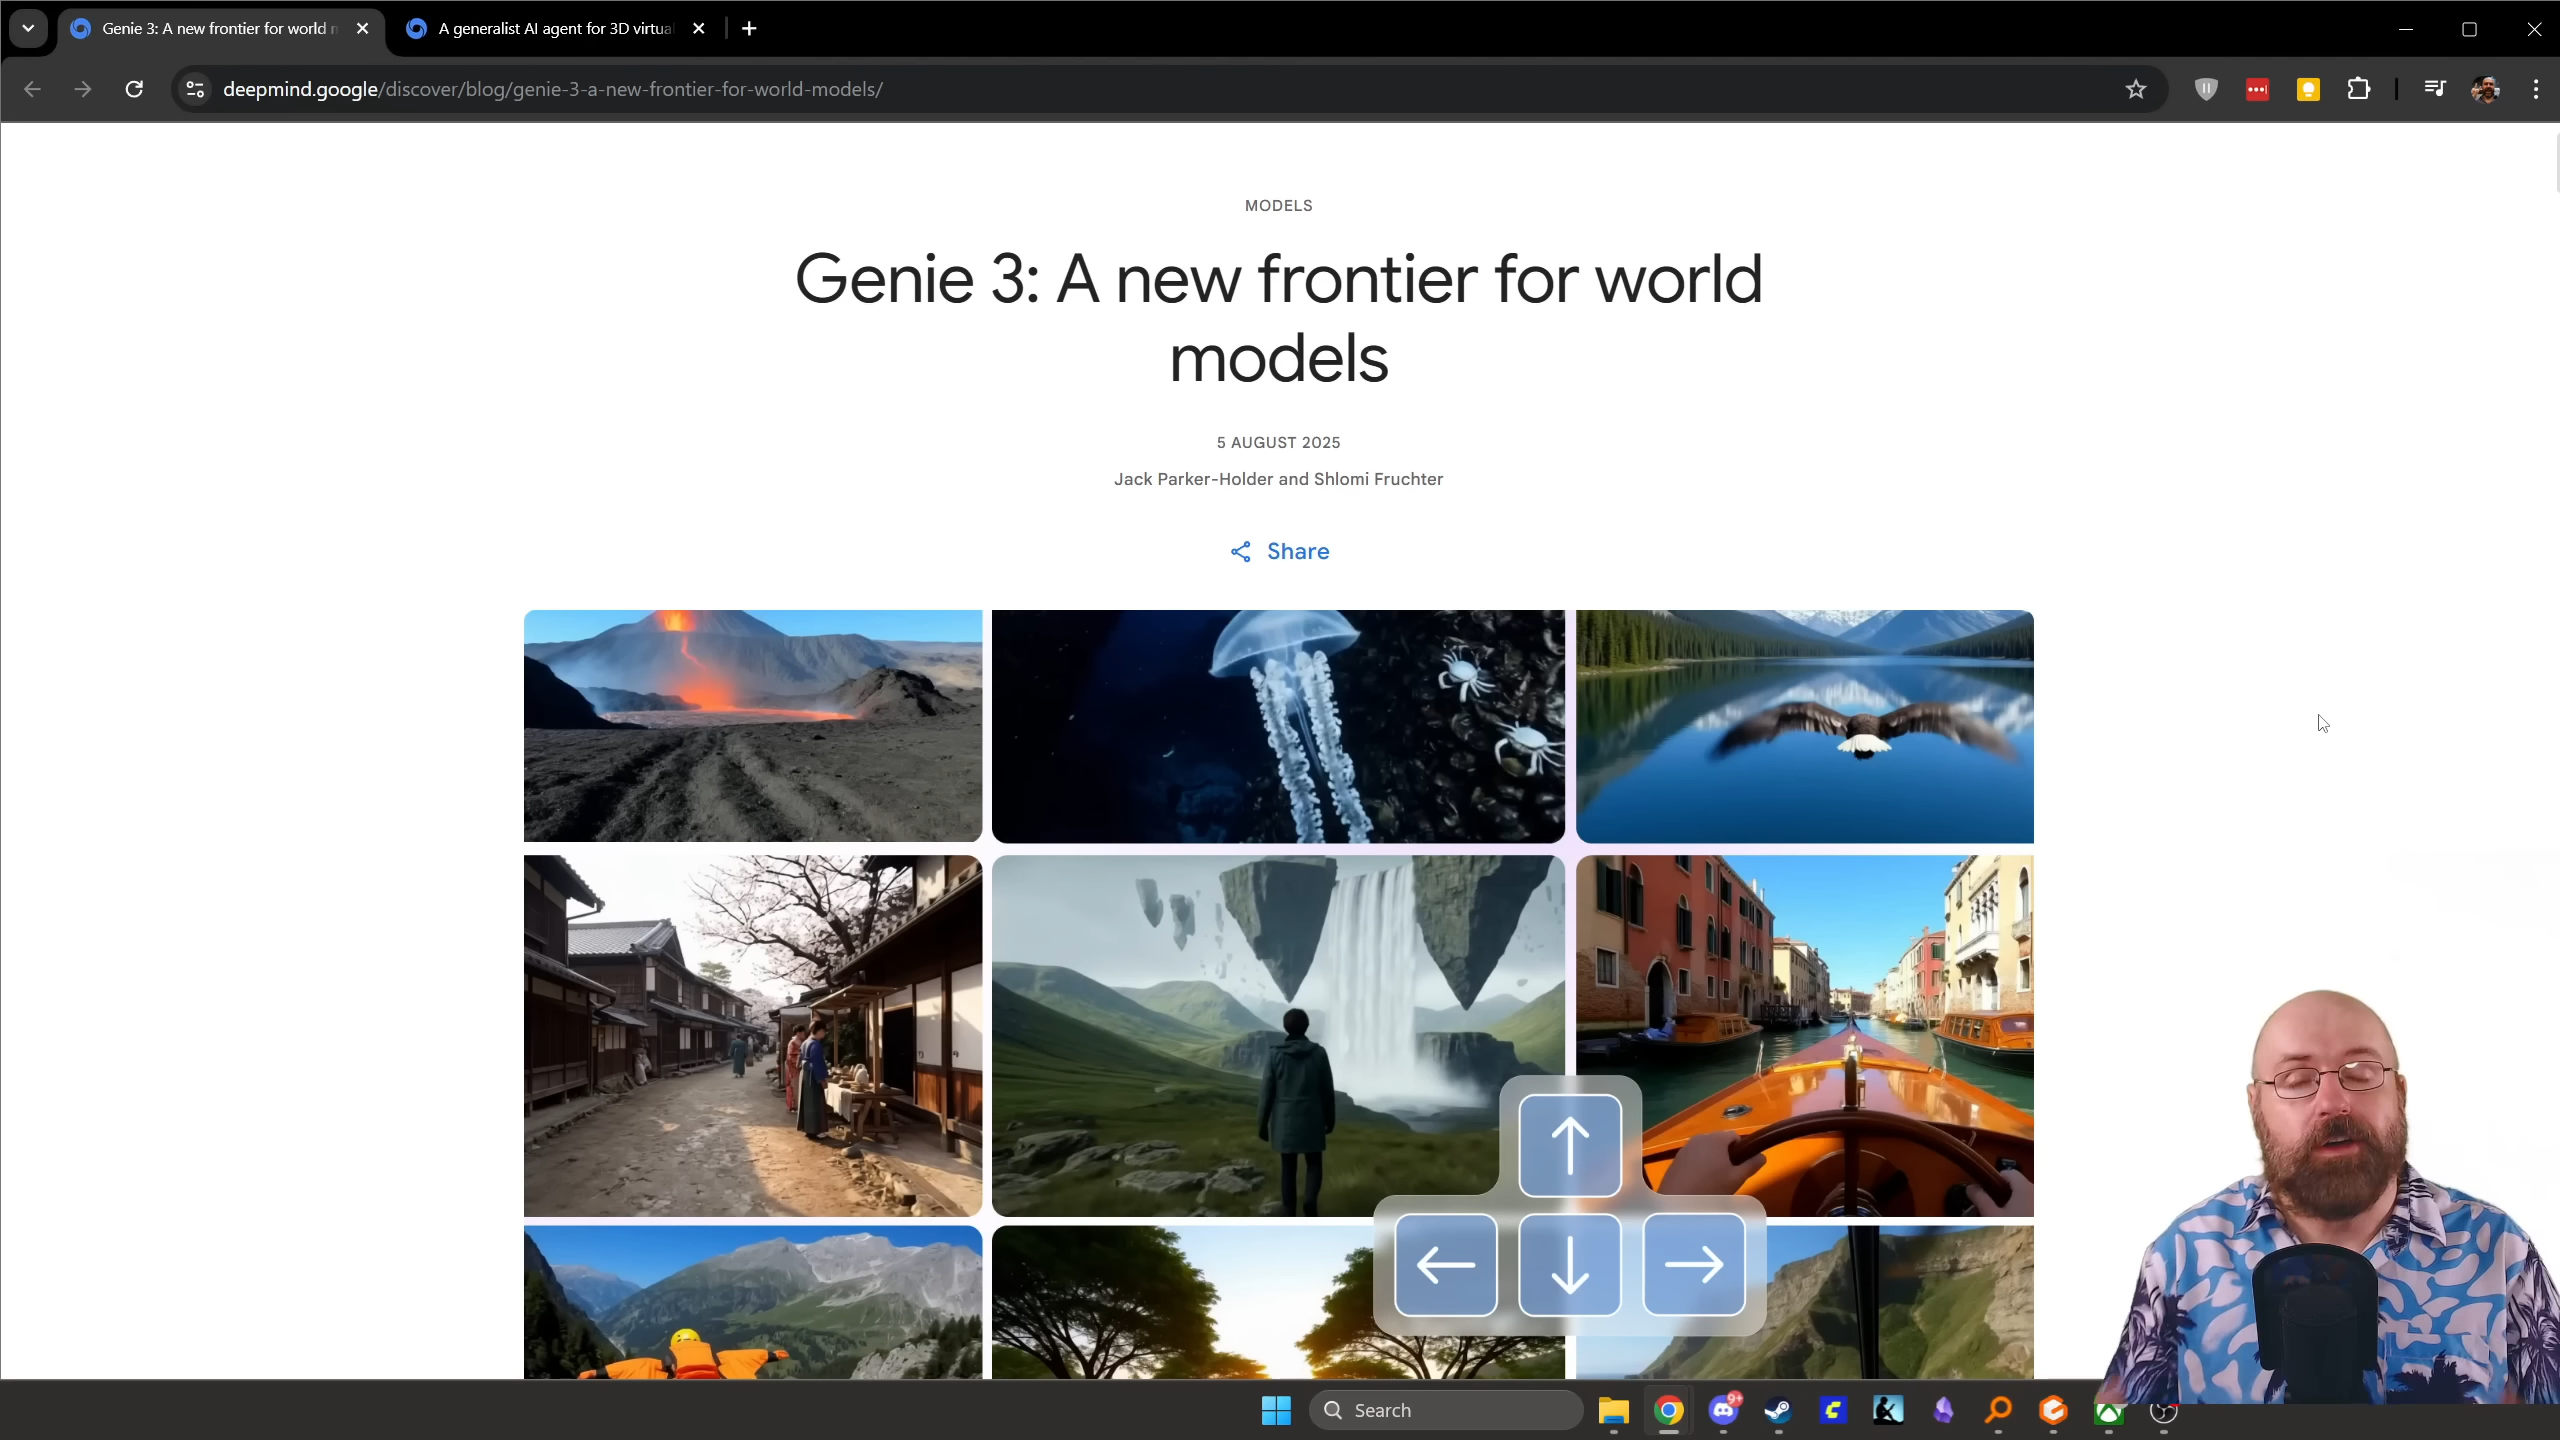 Genie 3: A new frontier for world m
A generalist AI agent for 3D virtual
deepmind.google/discover/blog/genie-3-a-new-frontier-for-world-models/
MODELS
Genie 3: A new frontier for world
models
5 AUGUST 2025
Jack Parker-Holder and Shlomi Fruchter
Share
Search
9+